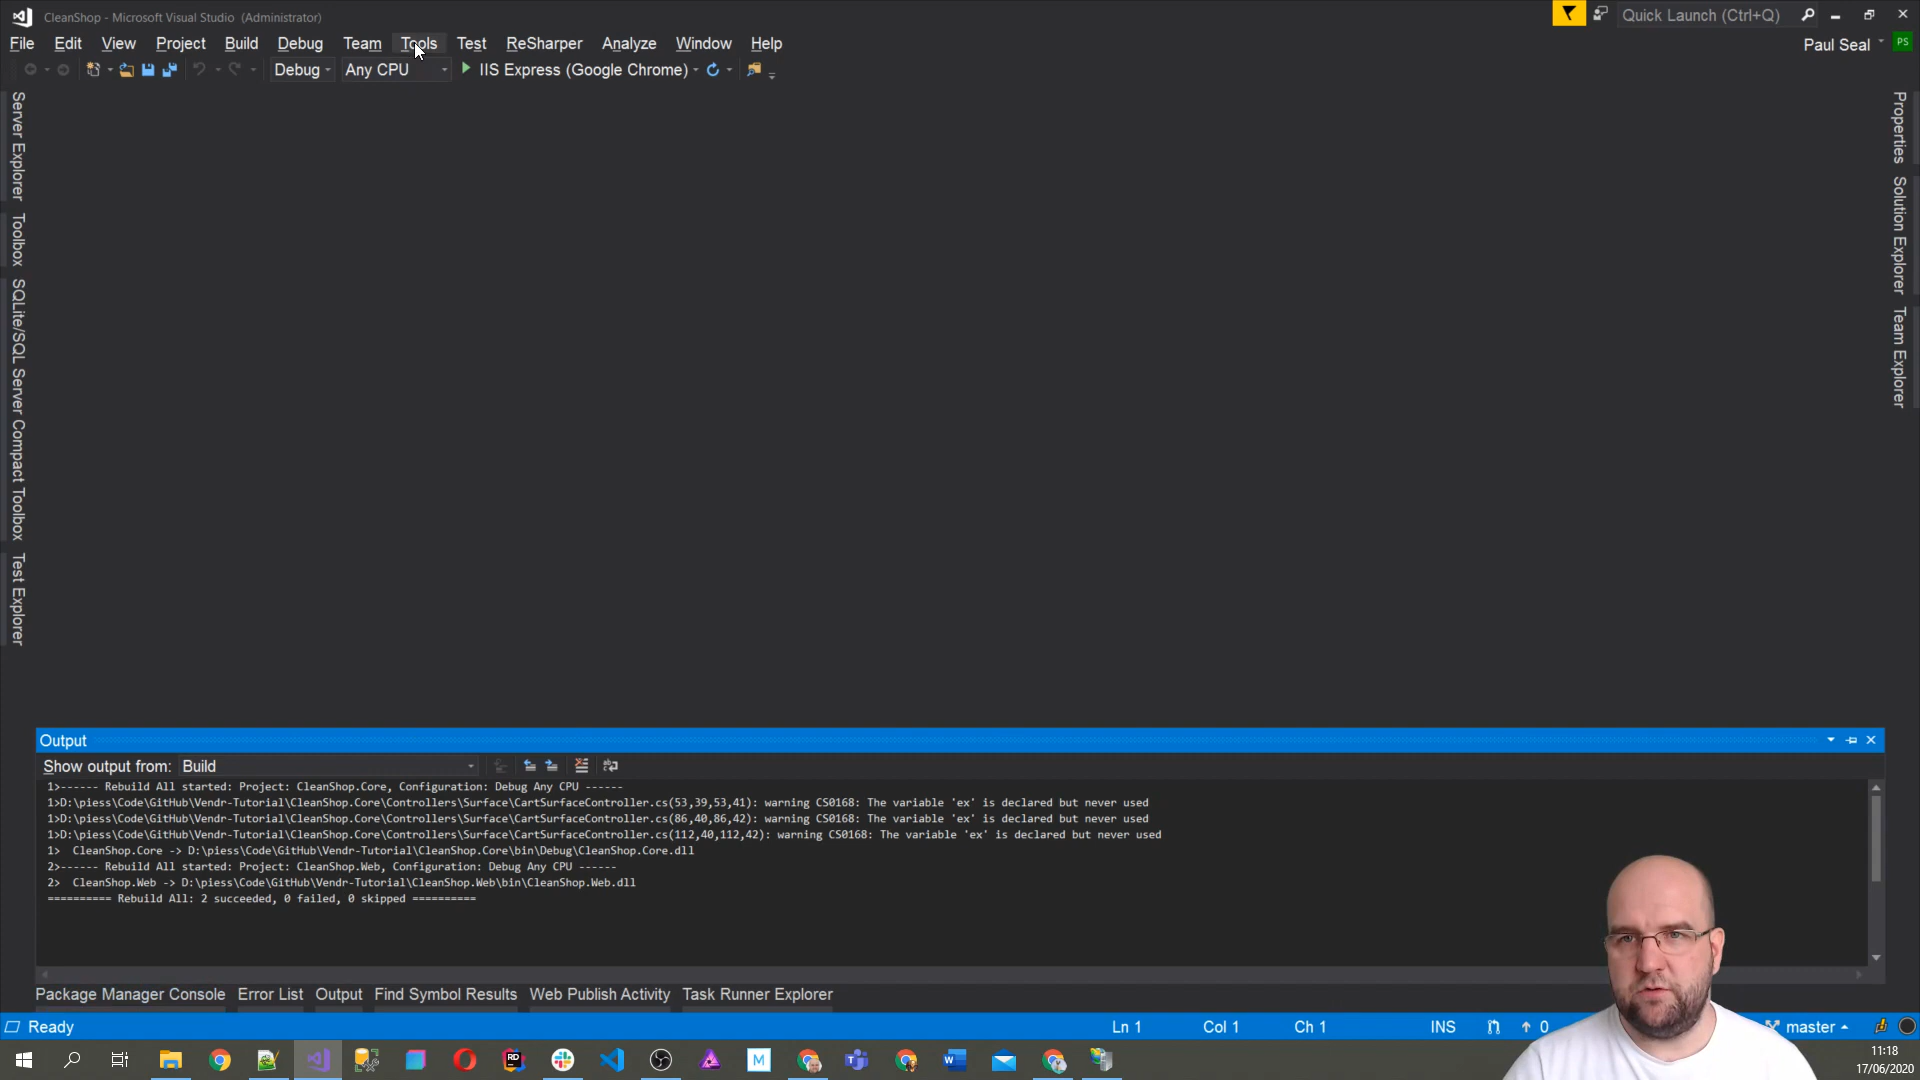 CleanShop - Microsoft Visual Studio (Administrator)
Quick Launch (Ctrl+Q)
File Edit View Project Build Debug Team Tools Test ReSharper Analyze Window Help
Paul Seal
PS
Debug
Any CPU
IIS Express (Google Chrome)
Server Explorer
Toolbox
SQLite/SQL Server Compact Toolbox
Test Explorer
Properties
Solution Explorer
Team Explorer
Output
Show output from: Build
1>------ Rebuild All started: Project: CleanShop.Core, Configuration: Debug Any CPU ------
1>D:\piess\Code\GitHub\Vendr-Tutorial\CleanShop.Core\Controllers\Surface\CartSurfaceController.cs(53,39,53,41): warning CS0168: The variable 'ex' is declared but never used
1>D:\piess\Code\GitHub\Vendr-Tutorial\CleanShop.Core\Controllers\Surface\CartSurfaceController.cs(86,40,86,42): warning CS0168: The variable 'ex' is declared but never used
1>D:\piess\Code\GitHub\Vendr-Tutorial\CleanShop.Core\Controllers\Surface\CartSurfaceController.cs(112,40,112,42): warning CS0168: The variable 'ex' is declared but never used
1>  CleanShop.Core -> D:\piess\Code\GitHub\Vendr-Tutorial\CleanShop.Core\bin\Debug\CleanShop.Core.dll
2>------ Rebuild All started: Project: CleanShop.Web, Configuration: Debug Any CPU ------
2>  CleanShop.Web -> D:\piess\Code\GitHub\Vendr-Tutorial\CleanShop.Web\bin\CleanShop.Web.dll
========== Rebuild All: 2 succeeded, 0 failed, 0 skipped ==========
Package Manager Console Error List Output Find Symbol Results Web Publish Activity Task Runner Explorer
Ready
Ln 1 Col 1 Ch 1 INS 0 master
RD
M
11:18
17/06/2020